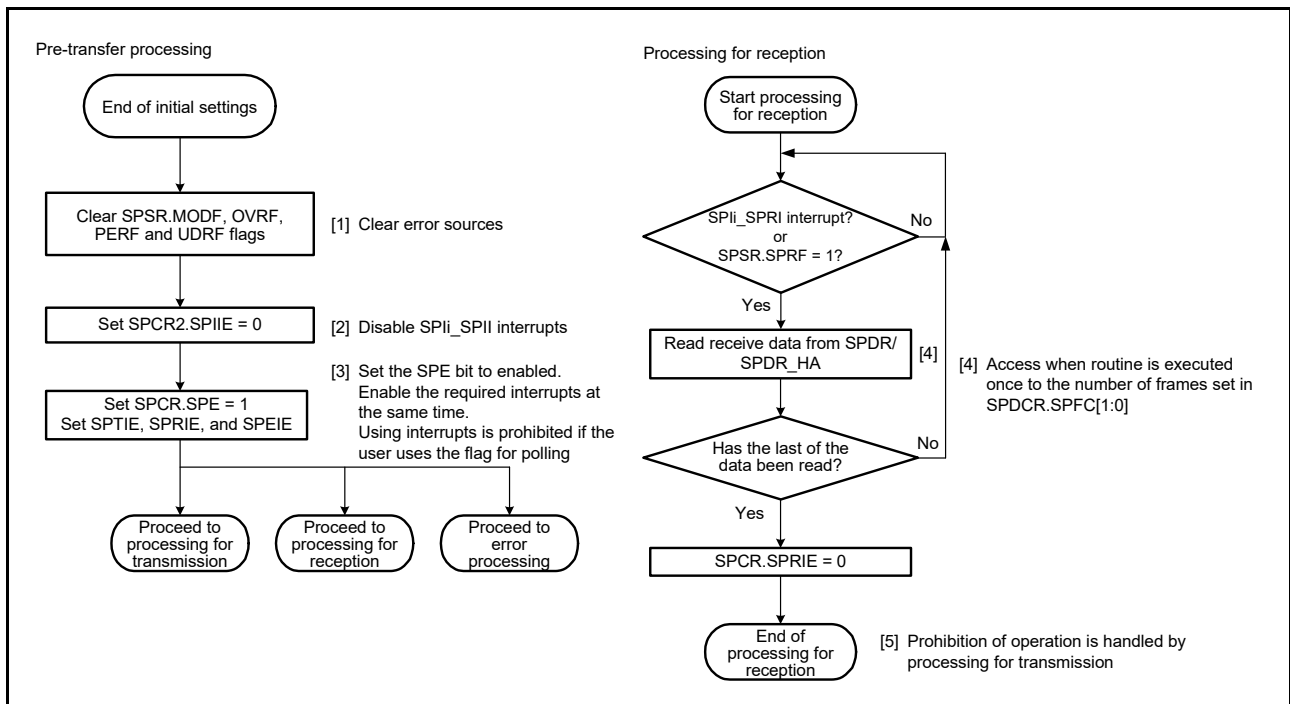 Pre-transfer processing
End of initial settings
Clear SPSR.MODF, OVRF,
PERF and UDRF flags
[1] Clear error sources
Set SPCR2.SPIIE = 0
[2] Disable SPIi_SPII interrupts
Set SPCR.SPE = 1
Set SPTIE, SPRIE, and SPEIE
[3] Set the SPE bit to enabled.
Enable the required interrupts at
the same time.
Using interrupts is prohibited if the
user uses the flag for polling
Proceed to
processing for
transmission
Proceed to
processing for
reception
Proceed to
error
processing
Processing for reception
Start processing
for reception
SPIi_SPRI interrupt?
or
SPSR.SPRF = 1?
No
Yes
Read receive data from SPDR/
SPDR_HA
[4]
[4] Access when routine is executed
once to the number of frames set in
SPDCR.SPFC[1:0]
Has the last of the
data been read?
No
Yes
SPCR.SPRIE = 0
End of
processing for
reception
[5] Prohibition of operation is handled by
processing for transmission